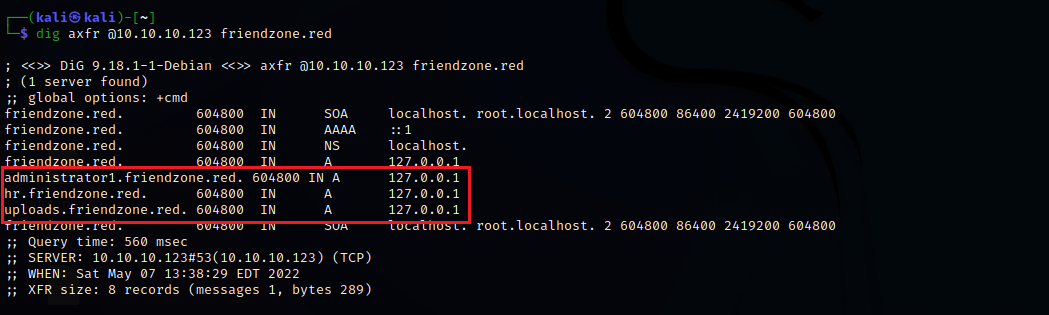 ┌──(kali㉿kali)-[~]
└─$ dig axfr @10.10.10.123 friendzone.red
; <<>> DiG 9.18.1-1-Debian <<>> axfr @10.10.10.123 friendzone.red
; (1 server found)
;; global options: +cmd
friendzone.red. 604800 IN SOA localhost. root.localhost. 2 604800 86400 2419200 604800
friendzone.red. 604800 IN AAAA ::1
friendzone.red. 604800 IN NS localhost.
friendzone.red. 604800 IN A 127.0.0.1
administrator1.friendzone.red. 604800 IN A 127.0.0.1
hr.friendzone.red. 604800 IN A 127.0.0.1
uploads.friendzone.red. 604800 IN A 127.0.0.1
friendzone.red. 604800 IN SOA localhost. root.localhost. 2 604800 86400 2419200 604800
;; Query time: 560 msec
;; SERVER: 10.10.10.123#53(10.10.10.123) (TCP)
;; WHEN: Sat May 07 13:38:29 EDT 2022
;; XFR size: 8 records (messages 1, bytes 289)